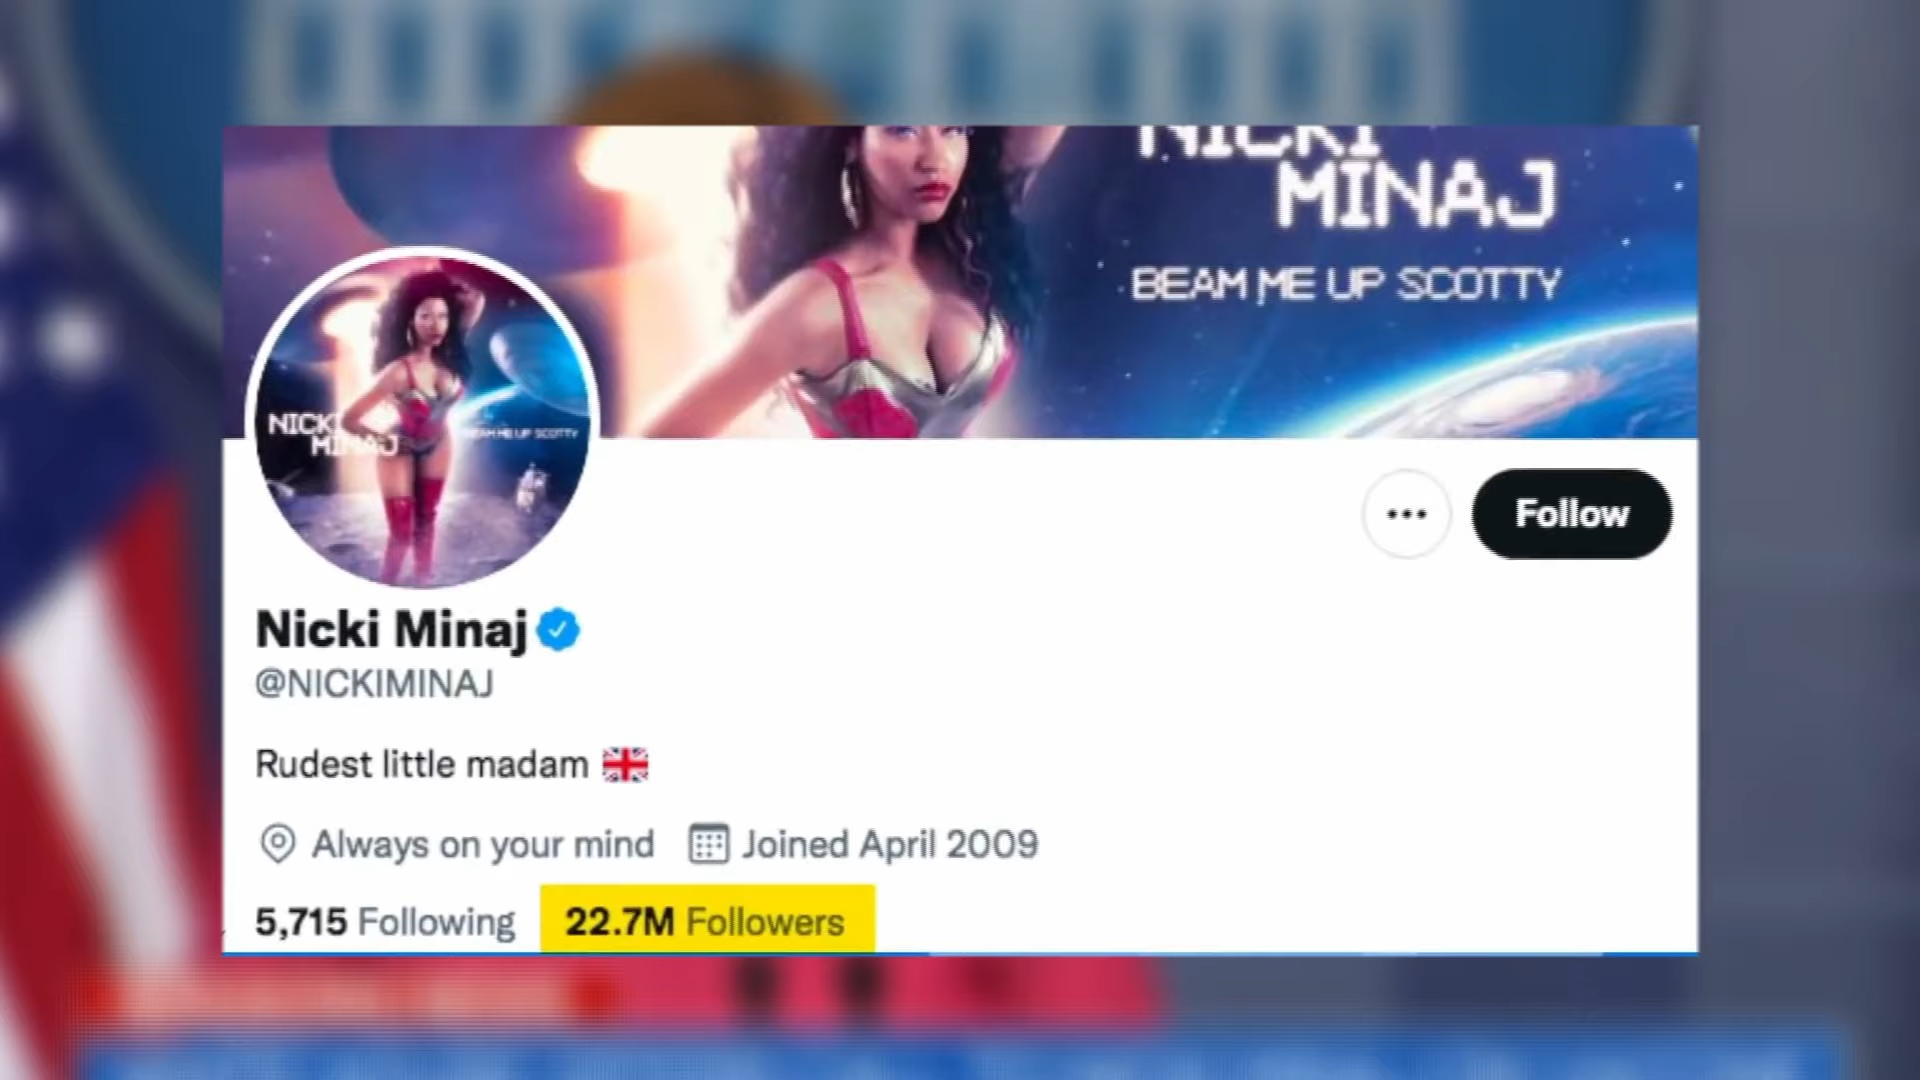 NICKI
MINAJ
BEAM ME UP SCOTTY
NICKI
MINAJ
BEAM ME UP SCOTTY
Follow
Nicki Minaj
@NICKIMINAJ
Rudest little madam 🇬🇧
Always on your mind Joined April 2009
5,715 Following 22.7M Followers